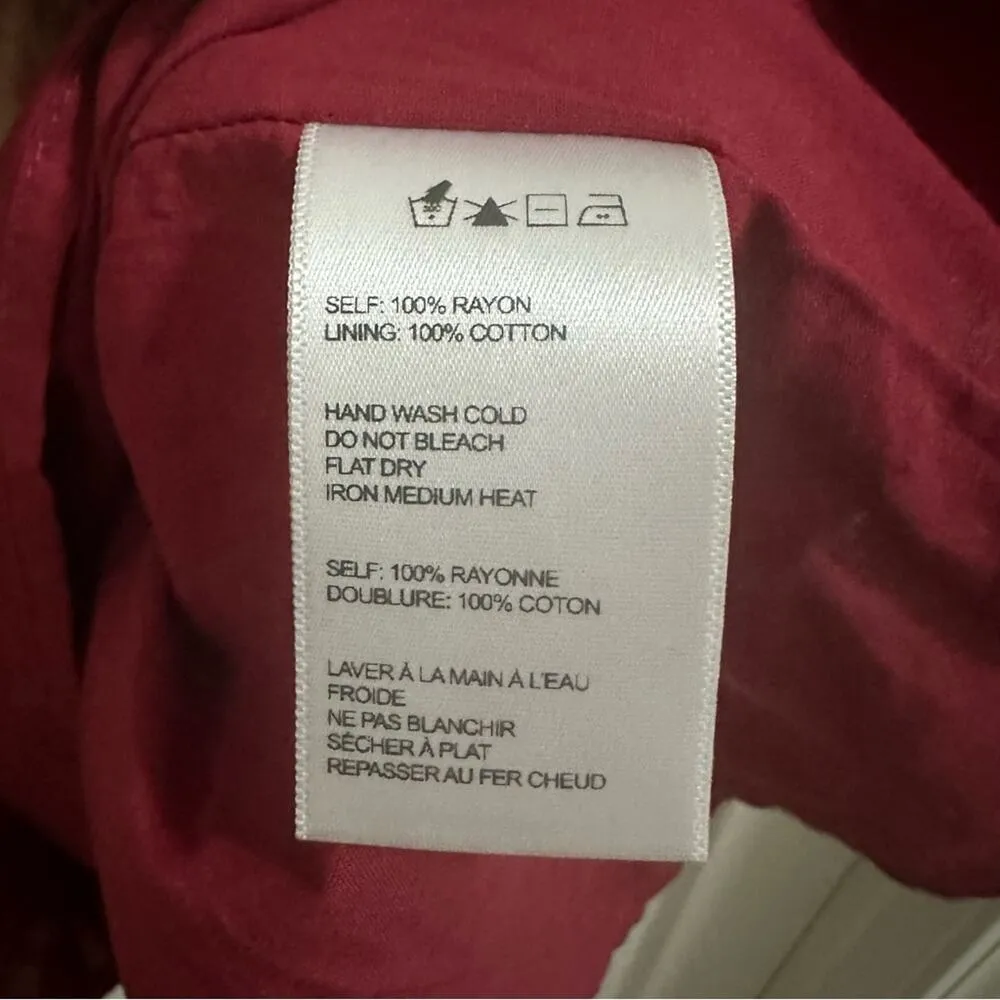 SELF: 100% RAYON
LINING: 100% COTTON
HAND WASH COLD
DO NOT BLEACH
FLAT DRY
IRON MEDIUM HEAT
SELF: 100% RAYONNE
DOUBLURE: 100% COTON
LAVER À LA MAIN À L'EAU
FROIDE
NE PAS BLANCHIR
SÉCHER À PLAT
REPASSER AU FER CHEUD